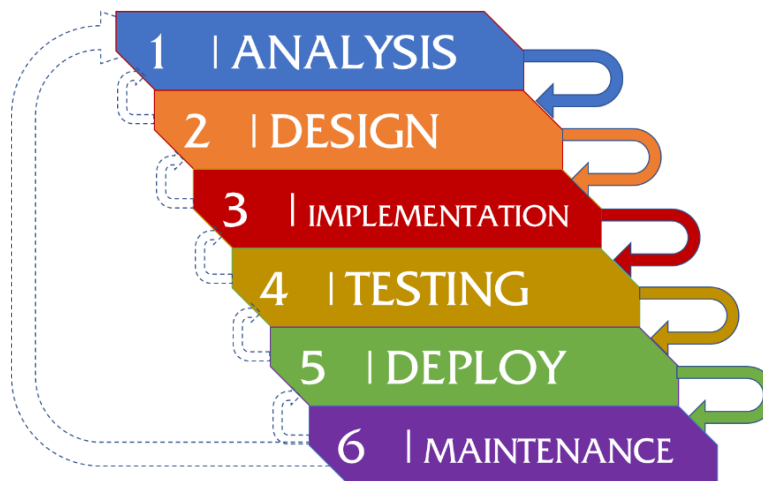 1 | ANALYSIS
2 | DESIGN
3 | IMPLEMENTATION
4 | TESTING
5 | DEPLOY
6 | MAINTENANCE